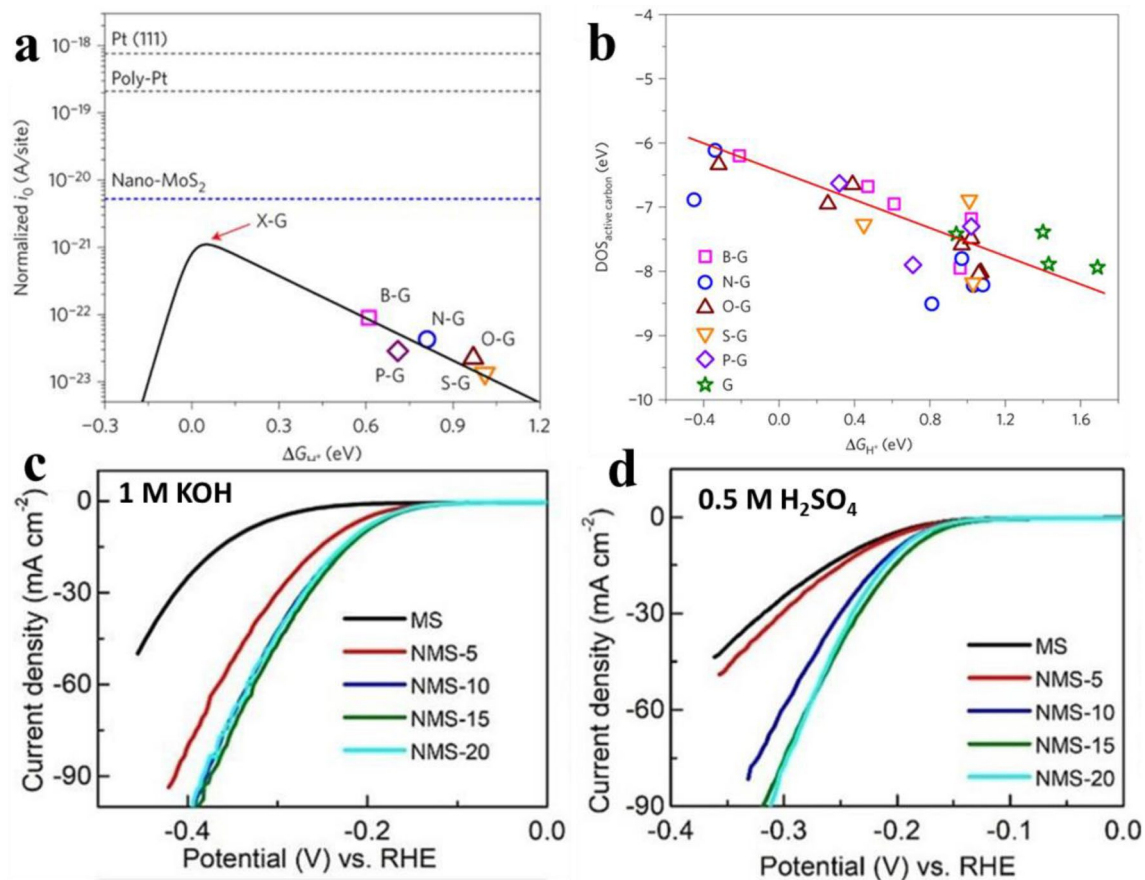 a
Normalized i₀ (A/site)
10⁻¹⁸
10⁻¹⁹
10⁻²⁰
10⁻²¹
10⁻²²
10⁻²³
Pt (111)
Poly-Pt
Nano-MoS₂
X-G
B-G
N-G
O-G
P-G
S-G
−0.3 0.0 0.3 0.6 0.9 1.2
ΔG_H* (eV)
b
DOS_active carbon (eV)
−4
−5
−6
−7
−8
−9
−10
B-G
N-G
O-G
S-G
P-G
G
−0.4 0.0 0.4 0.8 1.2 1.6
ΔG_H* (eV)
c
1 M KOH
Current density (mA cm⁻²)
0
-30
-60
-90
MS
NMS-5
NMS-10
NMS-15
NMS-20
-0.4 -0.2 0.0
Potential (V) vs. RHE
d
0.5 M H₂SO₄
Current density (mA cm⁻²)
0
-30
-60
-90
MS
NMS-5
NMS-10
NMS-15
NMS-20
-0.4 -0.3 -0.2 -0.1 0.0
Potential (V) vs. RHE